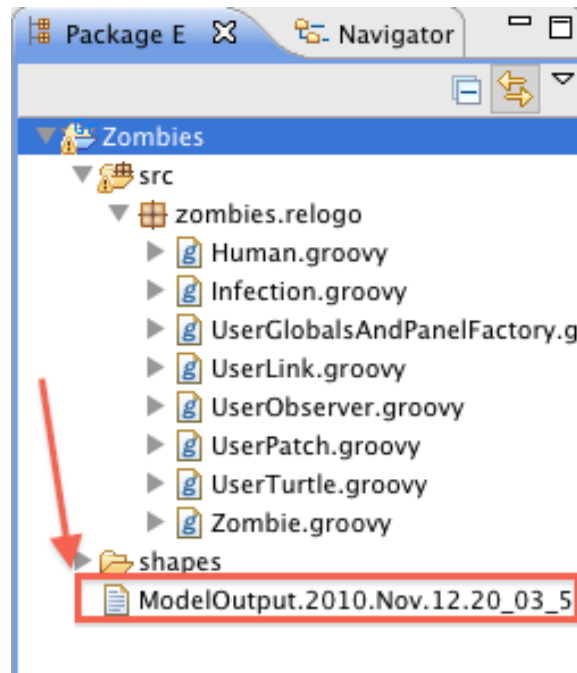 Package E Navigator
Zombies
src
zombies.relogo
Human.groovy
Infection.groovy
UserGlobalsAndPanelFactory.g
UserLink.groovy
UserObserver.groovy
UserPatch.groovy
UserTurtle.groovy
Zombie.groovy
shapes
ModelOutput.2010.Nov.12.20_03_5